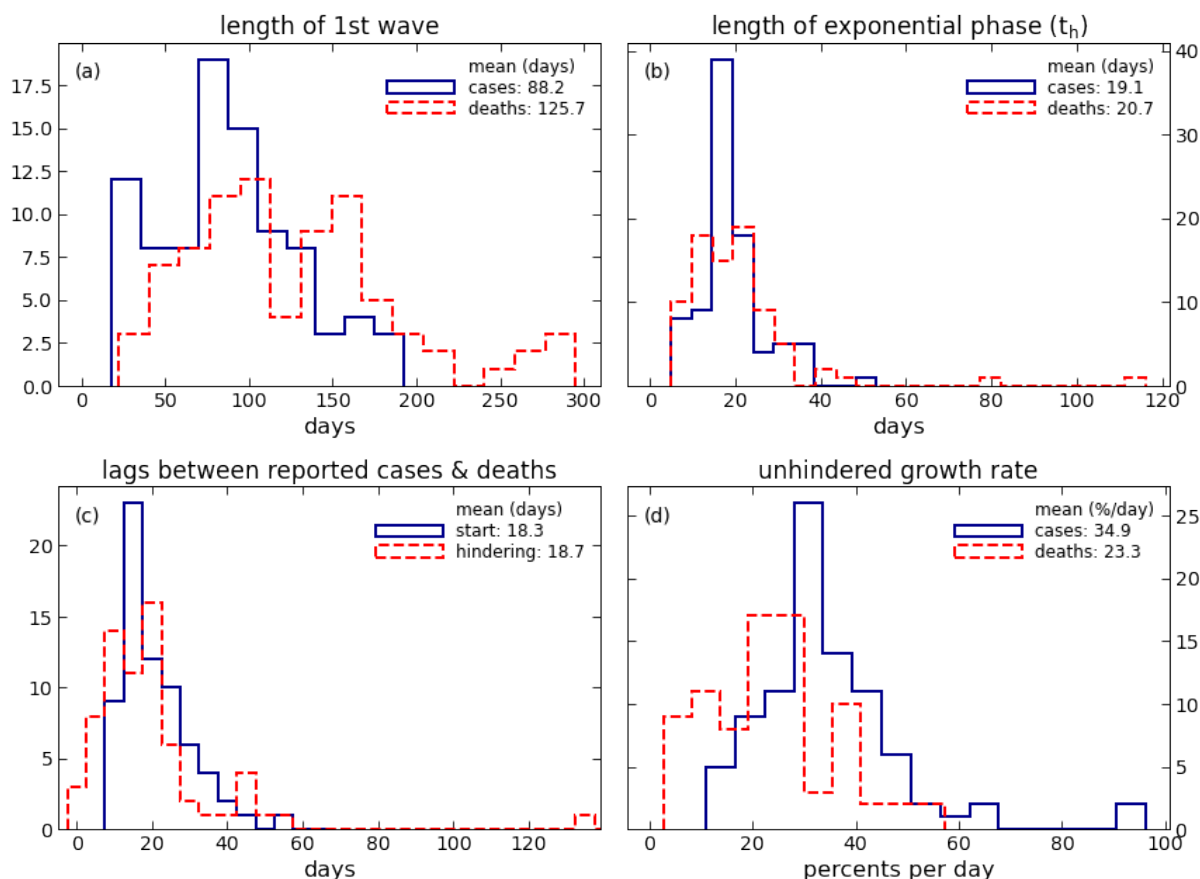 length of 1st wave
(a)
mean (days)
cases: 88.2
deaths: 125.7
17.5
15.0
12.5
10.0
7.5
5.0
2.5
0.0
0 50 100 150 200 250 300
days
length of exponential phase (t_h)
(b)
mean (days)
cases: 19.1
deaths: 20.7
40
30
20
10
0
0 20 40 60 80 100 120
days
lags between reported cases & deaths
(c)
mean (days)
start: 18.3
hindering: 18.7
20
15
10
5
0
0 20 40 60 80 100 120
days
unhindered growth rate
(d)
mean (%/day)
cases: 34.9
deaths: 23.3
25
20
15
10
5
0
0 20 40 60 80 100
percents per day